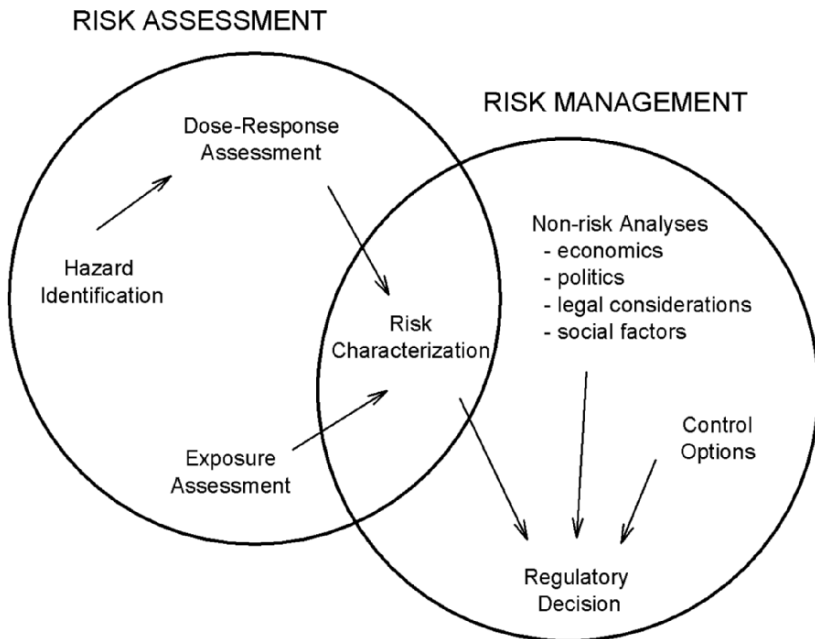 RISK ASSESSMENT
RISK MANAGEMENT
Dose-Response
Assessment
Hazard
Identification
Risk
Characterization
Exposure
Assessment
Non-risk Analyses
- economics
- politics
- legal considerations
- social factors
Control
Options
Regulatory
Decision